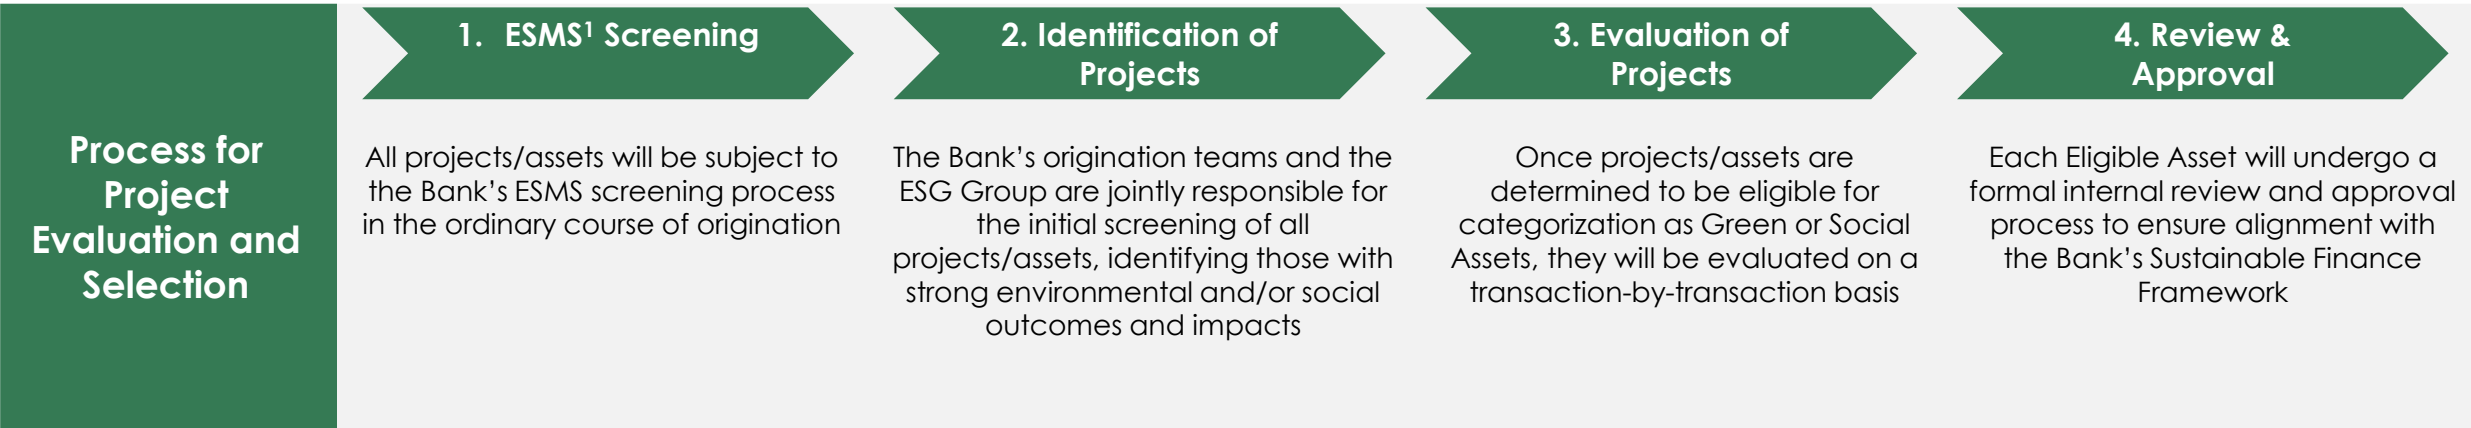 Process for
Project
Evaluation and
Selection
1. ESMS¹ Screening
All projects/assets will be subject to
the Bank’s ESMS screening process
in the ordinary course of origination
2. Identification of
Projects
The Bank’s origination teams and the
ESG Group are jointly responsible for
the initial screening of all
projects/assets, identifying those with
strong environmental and/or social
outcomes and impacts
3. Evaluation of
Projects
Once projects/assets are
determined to be eligible for
categorization as Green or Social
Assets, they will be evaluated on a
transaction-by-transaction basis
4. Review &
Approval
Each Eligible Asset will undergo a
formal internal review and approval
process to ensure alignment with
the Bank’s Sustainable Finance
Framework